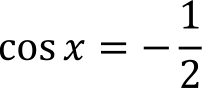 cos x = −1/2